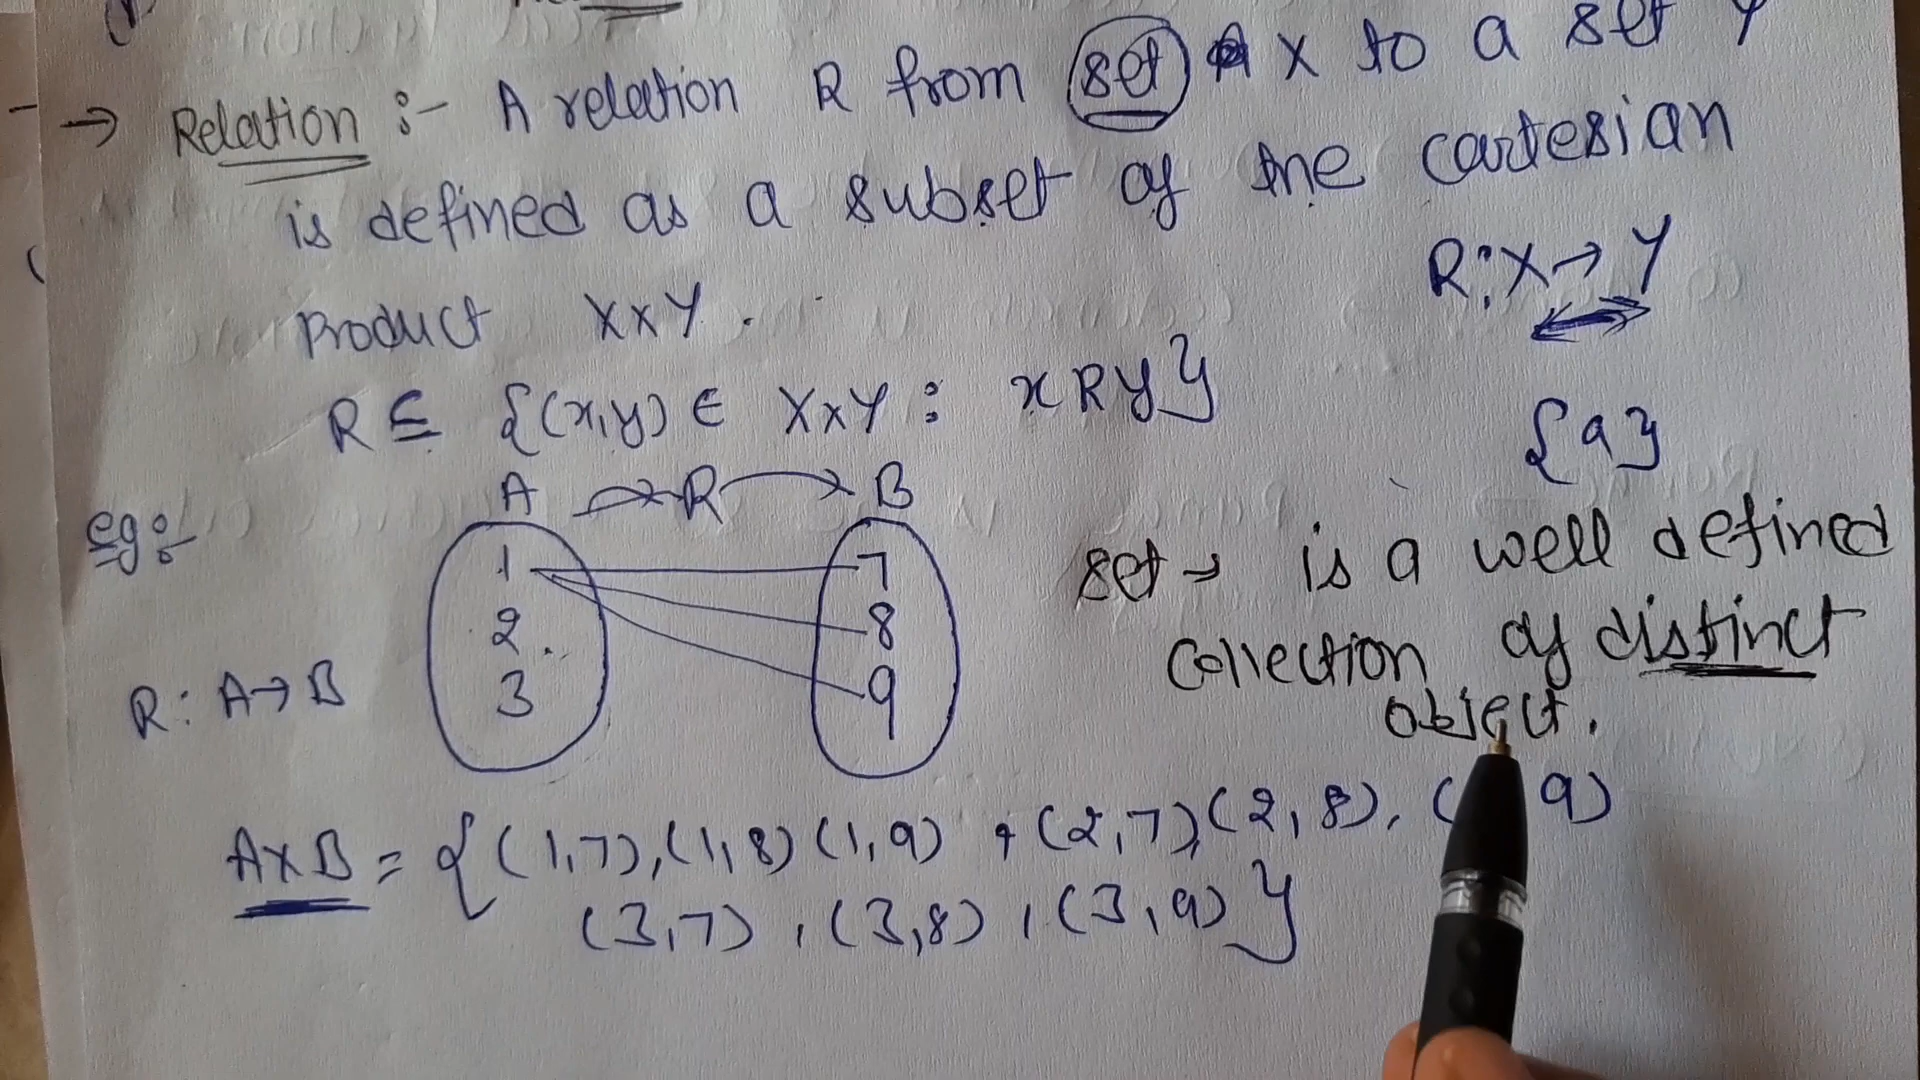 → Relation :- A relation R from set X to a set Y
is defined as a subset of the cartesian
product X×Y.
R:X→Y
R ⊆ {(x,y) ∈ X×Y : x R y}
{a}
eg:-
A → R → B
1 7
2 8
3 9
set → is a well defined
collection of distinct
object.
R: A→B
A×B = {(1,7),(1,8)(1,9),(2,7),(2,8),( 9)
(3,7),(3,8),(3,9)}